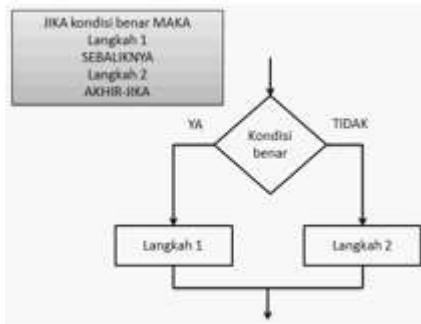 JIKA kondisi benar MAKA
Langkah 1
SEBALIKNYA
Langkah 2
AKHIR-JIKA
YA
Kondisi
benar
TIDAK
Langkah 1
Langkah 2